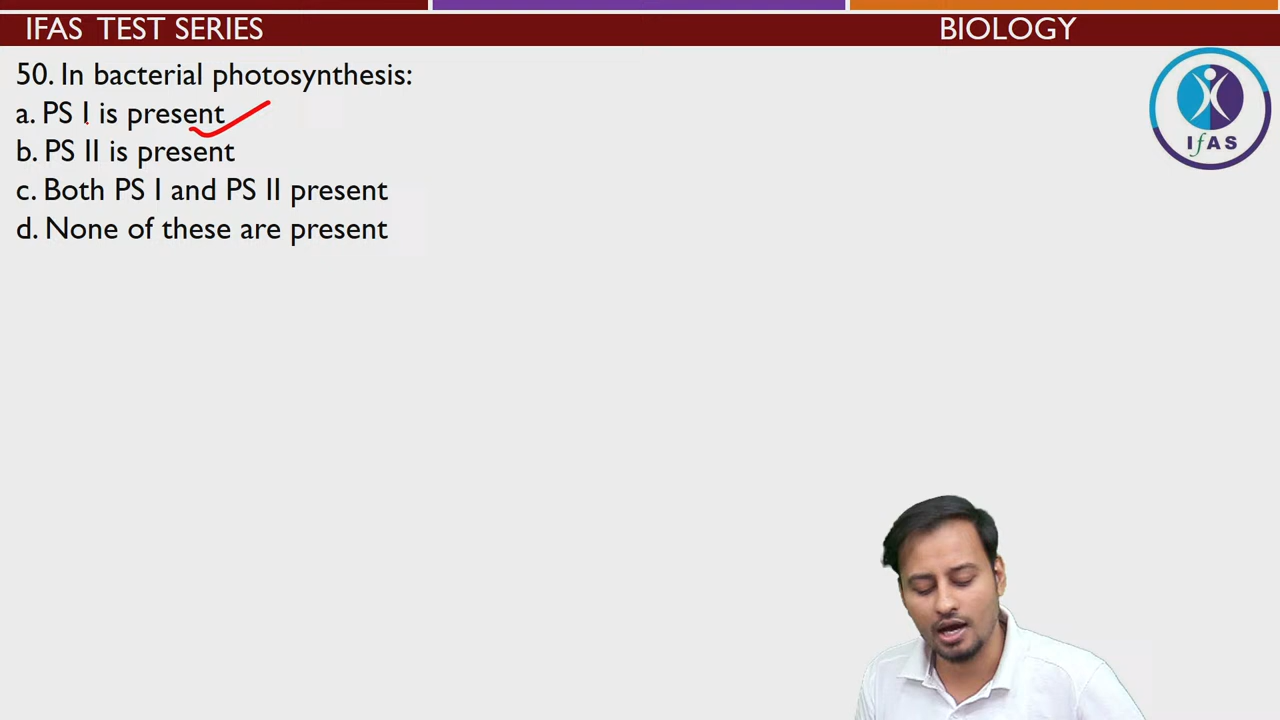 IFAS TEST SERIES
BIOLOGY
50. In bacterial photosynthesis:
a. PS I is present
b. PS II is present
c. Both PS I and PS II present
d. None of these are present
IfAS